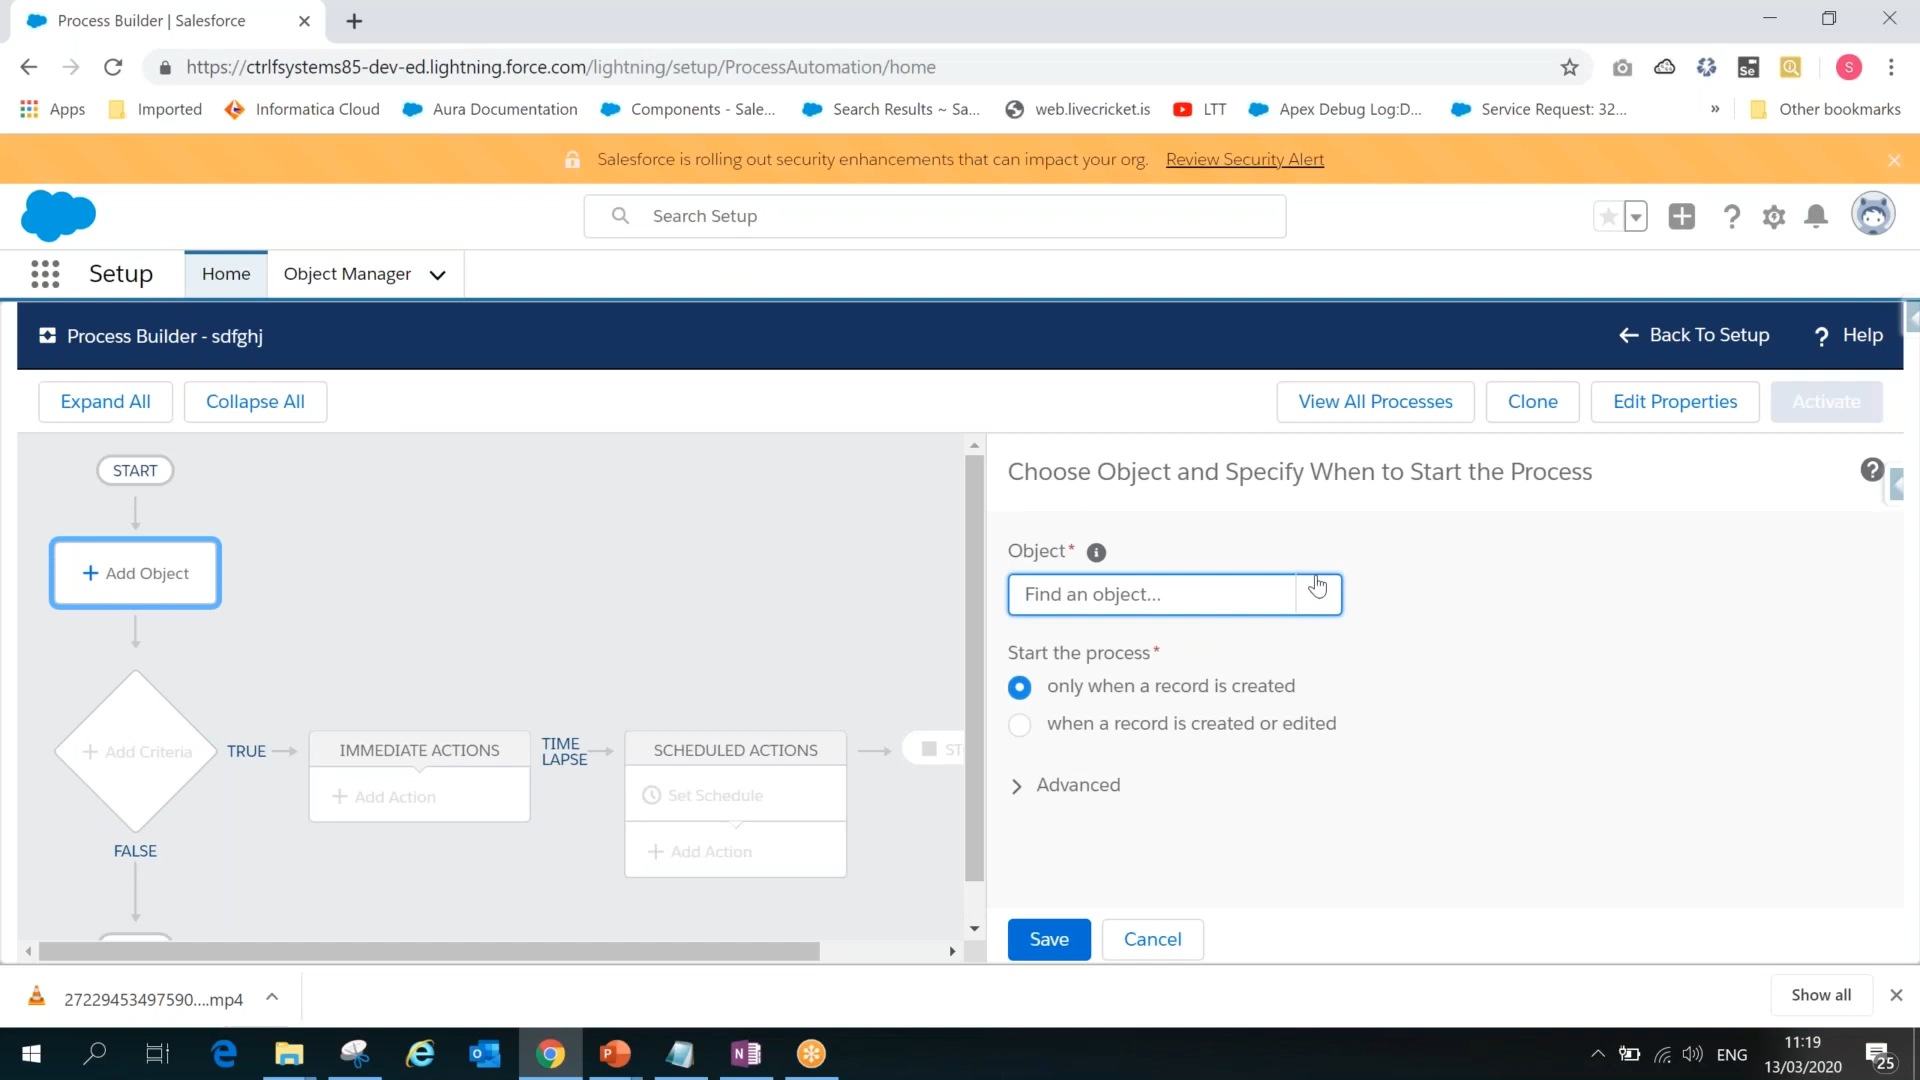 Process Builder | Salesforce
https://ctrlfsystems85-dev-ed.lightning.force.com/lightning/setup/ProcessAutomation/home
S
Apps
Imported
Informatica Cloud
Aura Documentation
Components - Sale...
Search Results ~ Sa...
web.livecricket.is
LTT
Apex Debug Log:D...
Service Request: 32...
»
Other bookmarks
Salesforce is rolling out security enhancements that can impact your org. Review Security Alert
Search Setup
Setup
Home
Object Manager
Process Builder - sdfghj
Back To Setup
? Help
Expand All
Collapse All
View All Processes
Clone
Edit Properties
Activate
START
+ Add Object
+ Add Criteria
TRUE
IMMEDIATE ACTIONS
+ Add Action
TIME
LAPSE
SCHEDULED ACTIONS
Set Schedule
+ Add Action
ST
FALSE
Choose Object and Specify When to Start the Process
Object*
Find an object...
Start the process*
only when a record is created
when a record is created or edited
Advanced
Save
Cancel
27229453497590....mp4
Show all
ENG
11:19
13/03/2020
25